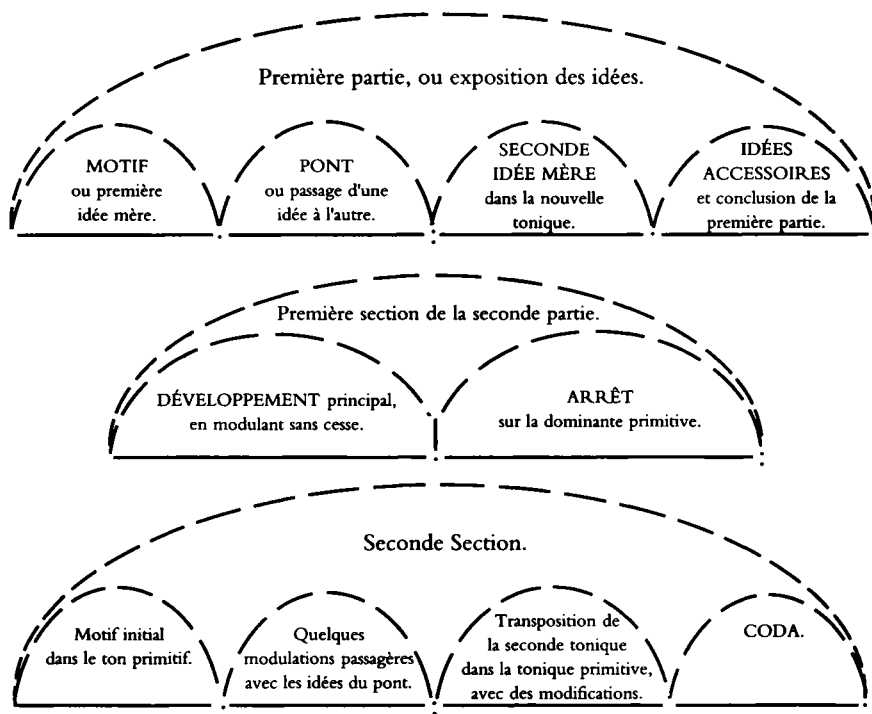 Première partie, ou exposition des idées.
MOTIF
ou première
idée mère.
PONT
ou passage d'une
idée à l'autre.
SECONDE
IDÉE MÈRE
dans la nouvelle
tonique.
IDÉES
ACCESSOIRES
et conclusion de la
première partie.
Première section de la seconde partie.
DÉVELOPPEMENT principal,
en modulant sans cesse.
ARRÊT
sur la dominante primitive.
Seconde Section.
Motif initial
dans le ton primitif.
Quelques
modulations passagères
avec les idées du pont.
Transposition de
la seconde tonique
dans la tonique primitive,
avec des modifications.
CODA.